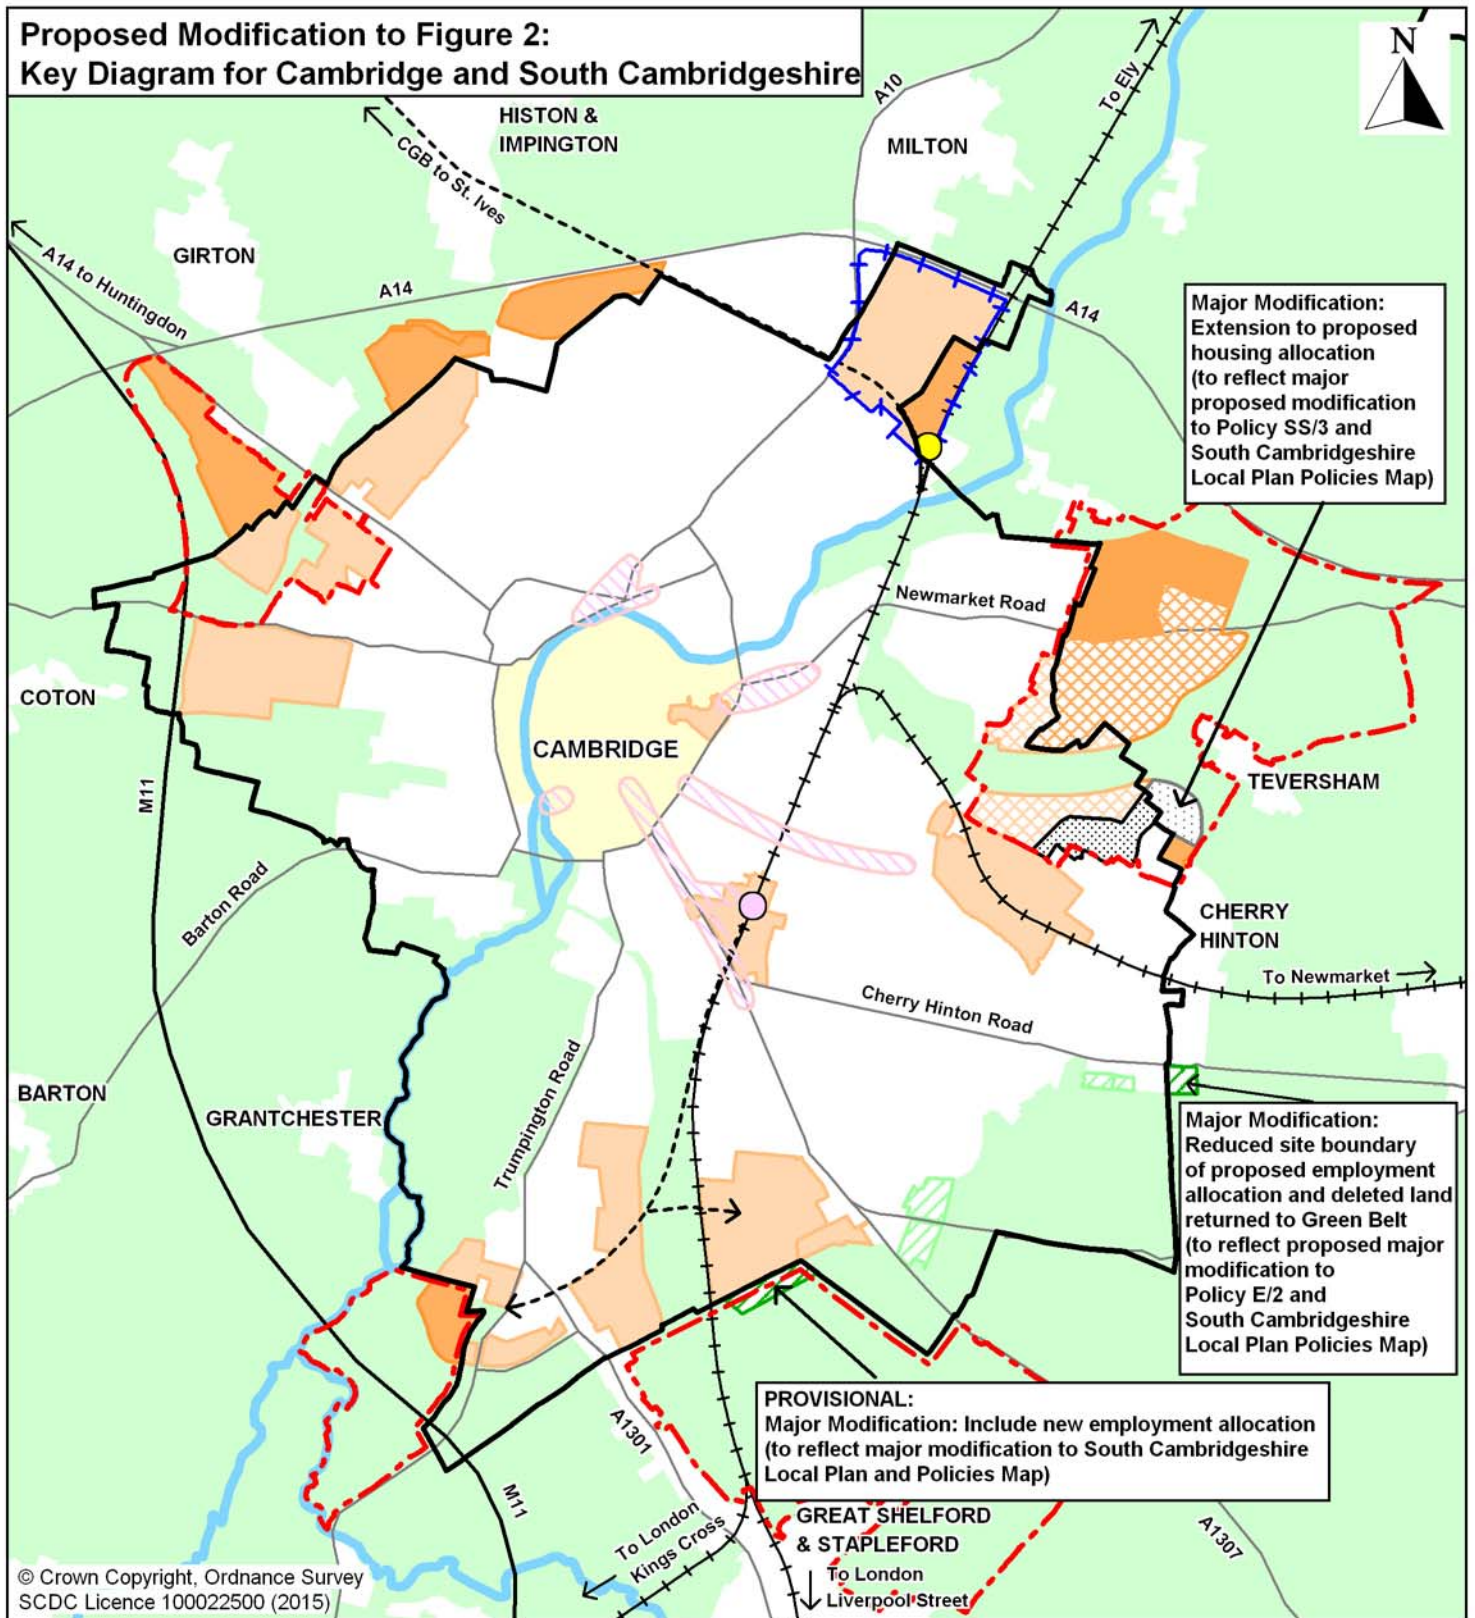 Proposed Modification to Figure 2:
Key Diagram for Cambridge and South Cambridgeshire
N
A10
To Ely
HISTON &
IMPINGTON
MILTON
CGB to St. Ives
GIRTON
A14 to Huntingdon
A14
A14
Major Modification:
Extension to proposed
housing allocation
(to reflect major
proposed modification
to Policy SS/3 and
South Cambridgeshire
Local Plan Policies Map)
Newmarket Road
COTON
CAMBRIDGE
TEVERSHAM
M11
Barton Road
CHERRY
HINTON
To Newmarket
Cherry Hinton Road
BARTON
GRANTCHESTER
Trumpington Road
Major Modification:
Reduced site boundary
of proposed employment
allocation and deleted land
returned to Green Belt
(to reflect proposed major
modification to
Policy E/2 and
South Cambridgeshire
Local Plan Policies Map)
PROVISIONAL:
Major Modification: Include new employment allocation
(to reflect major modification to South Cambridgeshire
Local Plan and Policies Map)
A1301
M11
GREAT SHELFORD
& STAPLEFORD
A1307
To London
Kings Cross
To London
Liverpool Street
© Crown Copyright, Ordnance Survey
SCDC Licence 100022500 (2015)